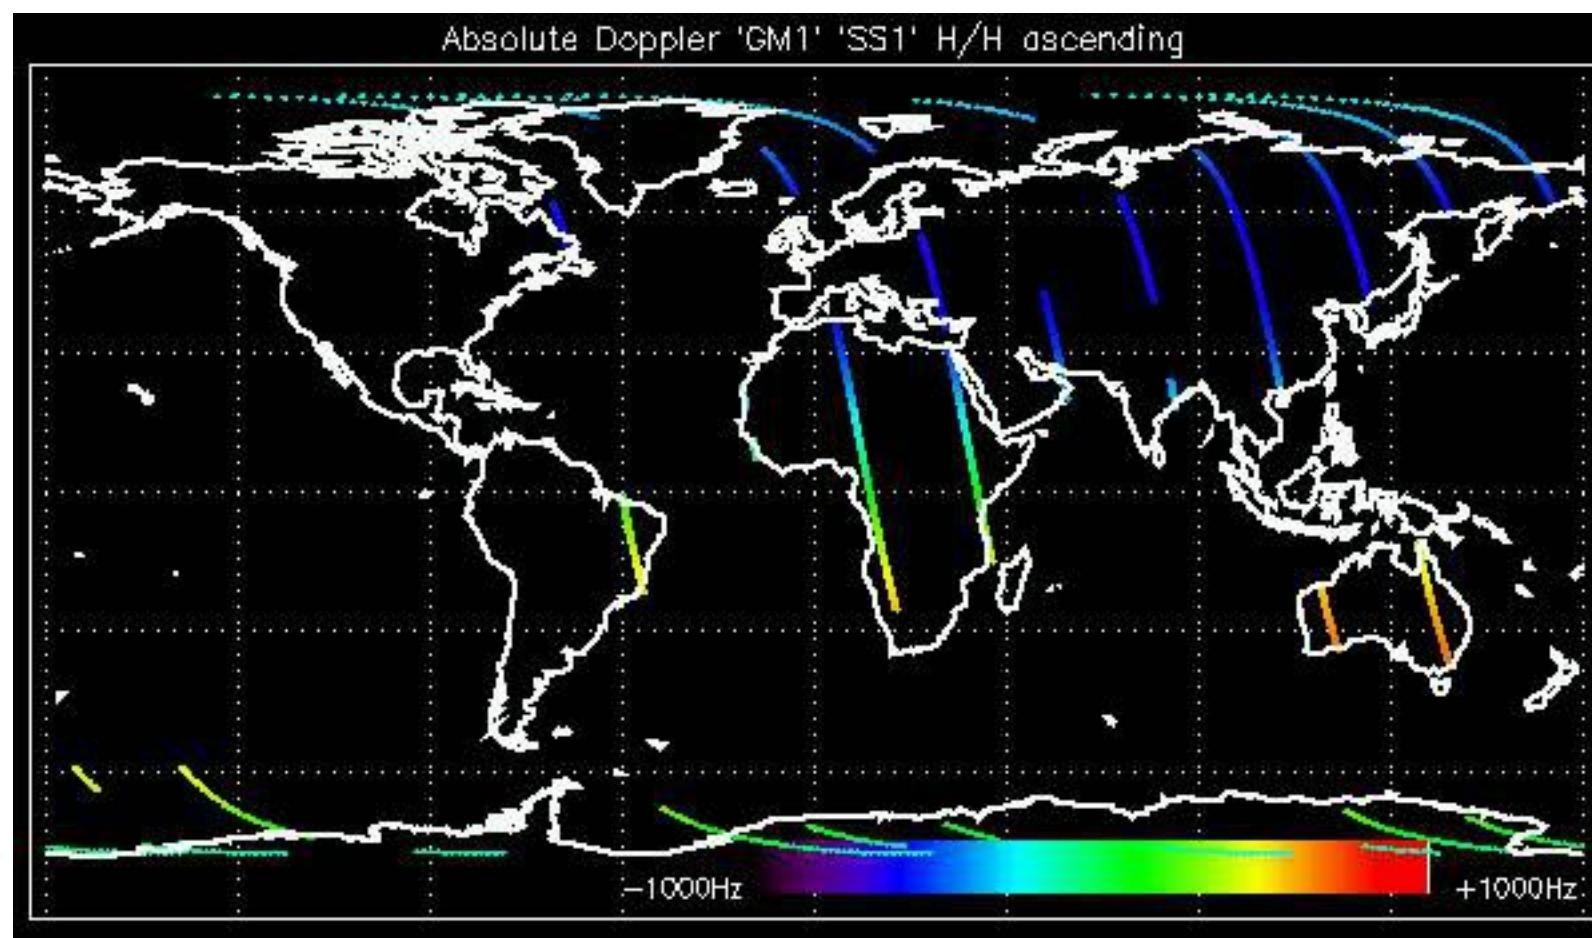 Absolute Doppler 'GM1' 'SS1' H/H ascending
−1000Hz
+1000Hz